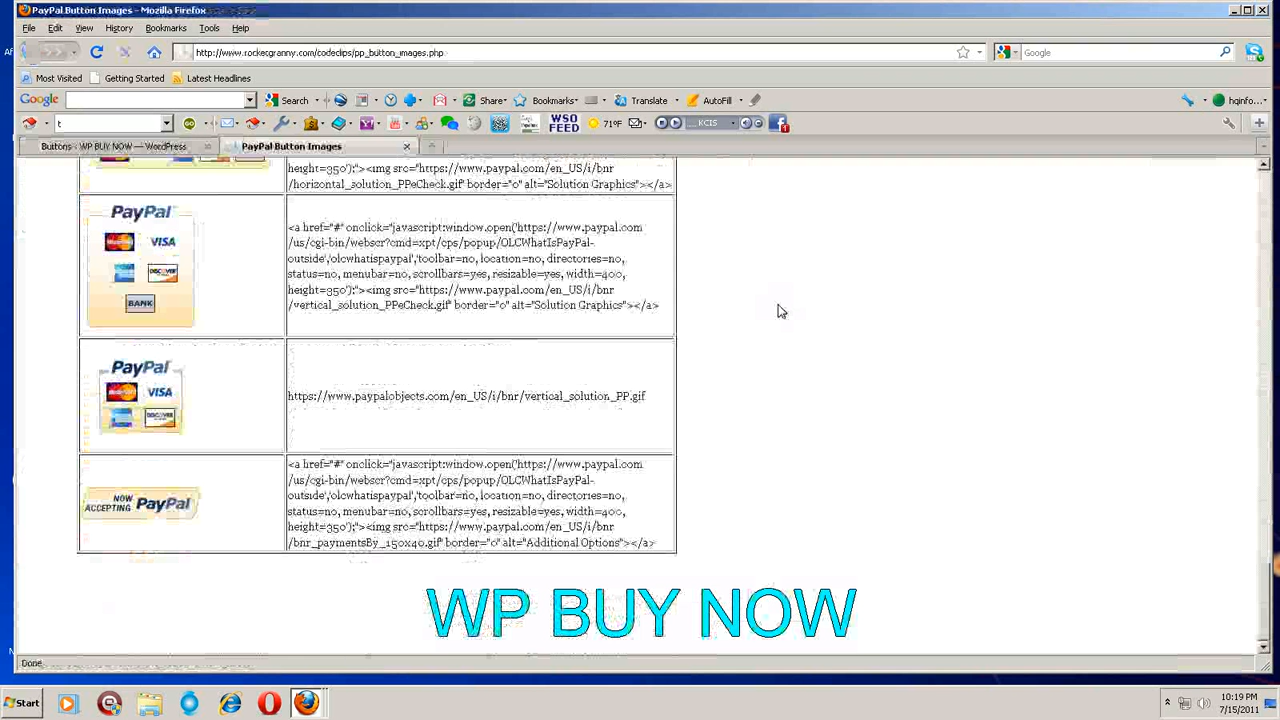 PayPal Button Images - Mozilla Firefox
File Edit View History Bookmarks Tools Help
http://www.rocketgranny.com/codeclips/pp_button_images.php
Google
Most Visited Getting Started Latest Headlines
Google Search Share Bookmarks Translate AutoFill hqinfo...
t WSO FEED 719F KCIS 1
Buttons ‹ WP BUY NOW — WordPress PayPal Button Images
height=350');"><img src="https://www.paypal.com/en_US/i/bnr
/horizontal_solution_PPeCheck.gif" border="0" alt="Solution Graphics"></a>
PayPal
MasterCard VISA
DISCOVER
BANK
<a href="#" onclick="javascript:window.open('https://www.paypal.com
/us/cgi-bin/webscr?cmd=xpt/cps/popup/OLCWhatIsPayPal-
outside','olcwhatispaypal','toolbar=no, location=no, directories=no,
status=no, menubar=no, scrollbars=yes, resizable=yes, width=400,
height=350');"><img src="https://www.paypal.com/en_US/i/bnr
/vertical_solution_PPeCheck.gif" border="0" alt="Solution Graphics"></a>
PayPal
MasterCard VISA
DISCOVER
https://www.paypalobjects.com/en_US/i/bnr/vertical_solution_PP.gif
NOW
ACCEPTING PayPal
<a href="#" onclick="javascript:window.open('https://www.paypal.com
/us/cgi-bin/webscr?cmd=xpt/cps/popup/OLCWhatIsPayPal-
outside','olcwhatispaypal','toolbar=no, location=no, directories=no,
status=no, menubar=no, scrollbars=yes, resizable=yes, width=400,
height=350');"><img src="https://www.paypal.com/en_US/i/bnr
/bnr_paymentsBy_150x40.gif" border="0" alt="Additional Options"></a>
WP BUY NOW
Done
Start
10:19 PM
7/15/2011